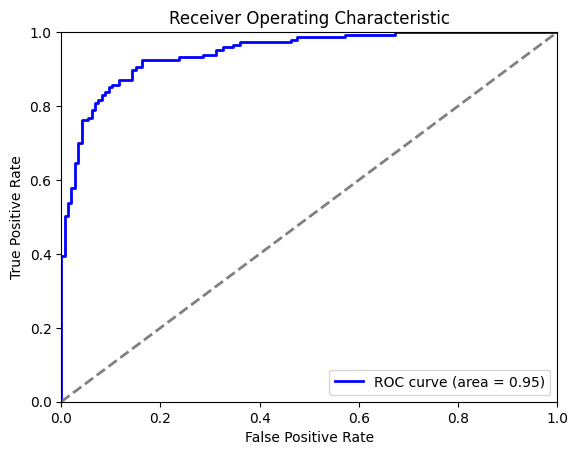 Receiver Operating Characteristic
True Positive Rate
1.0
0.8
0.6
0.4
0.2
0.0
ROC curve (area = 0.95)
0.0 0.2 0.4 0.6 0.8 1.0
False Positive Rate